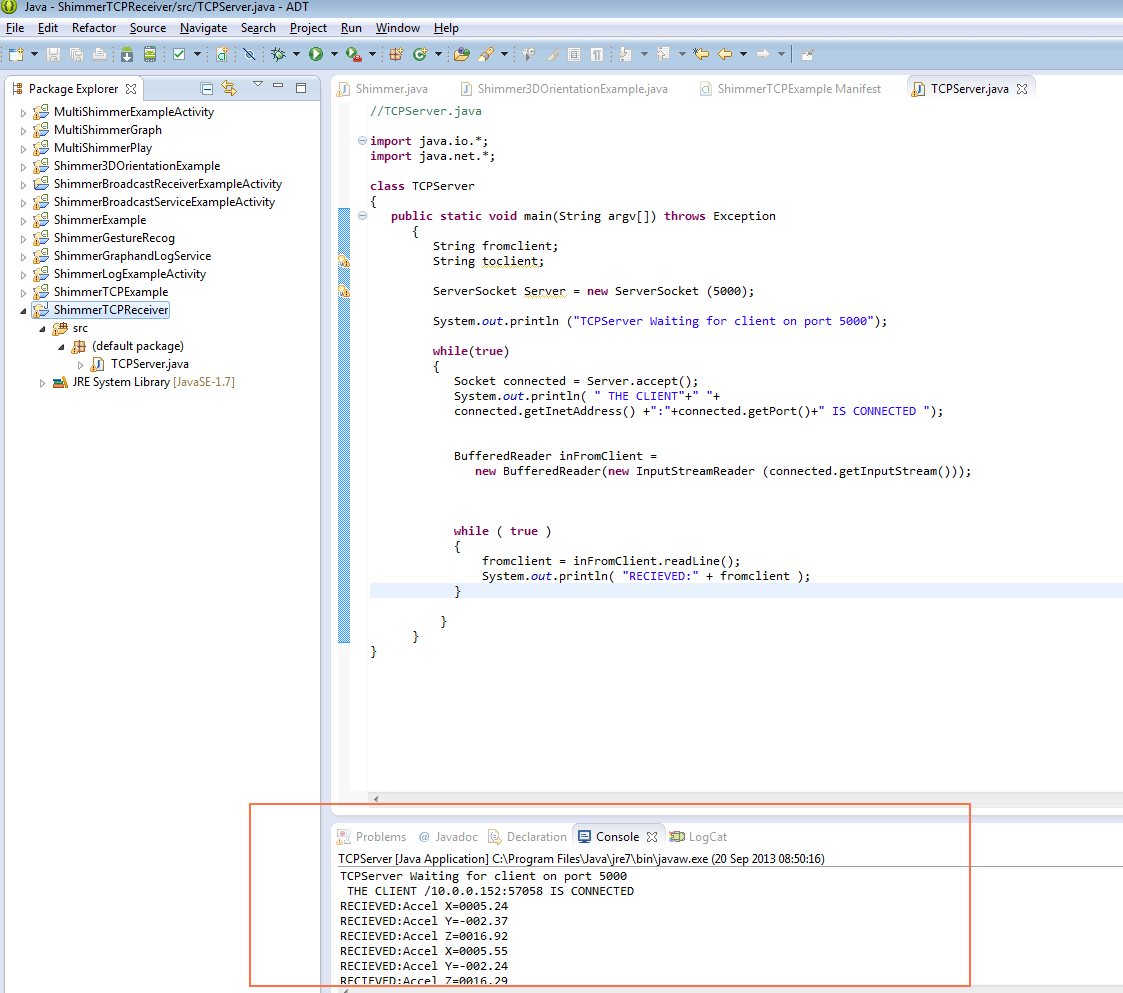 Java - ShimmerTCPReceiver/src/TCPServer.java - ADT
File Edit Refactor Source Navigate Search Project Run Window Help
Package Explorer
MultiShimmerExampleActivity
MultiShimmerGraph
MultiShimmerPlay
Shimmer3DOrientationExample
ShimmerBroadcastReceiverExampleActivity
ShimmerBroadcastServiceExampleActivity
ShimmerExample
ShimmerGestureRecog
ShimmerGraphandLogService
ShimmerLogExampleActivity
ShimmerTCPExample
ShimmerTCPReceiver
src
(default package)
TCPServer.java
JRE System Library [JavaSE-1.7]
Shimmer.java Shimmer3DOrientationExample.java ShimmerTCPExample Manifest TCPServer.java
//TCPServer.java
import java.io.*;
import java.net.*;
class TCPServer
{
public static void main(String argv[]) throws Exception
{
String fromclient;
String toclient;
ServerSocket Server = new ServerSocket (5000);
System.out.println ("TCPServer Waiting for client on port 5000");
while(true)
{
Socket connected = Server.accept();
System.out.println( " THE CLIENT"+" "+
connected.getInetAddress() +":"+connected.getPort()+" IS CONNECTED ");
BufferedReader inFromClient =
new BufferedReader(new InputStreamReader (connected.getInputStream()));
while ( true )
{
fromclient = inFromClient.readLine();
System.out.println( "RECIEVED:" + fromclient );
}
}
}
}
Problems @ Javadoc Declaration Console LogCat
TCPServer [Java Application] C:\Program Files\Java\jre7\bin\javaw.exe (20 Sep 2013 08:50:16)
TCPServer Waiting for client on port 5000
THE CLIENT /10.0.0.152:57058 IS CONNECTED
RECIEVED:Accel X=0005.24
RECIEVED:Accel Y=-002.37
RECIEVED:Accel Z=0016.92
RECIEVED:Accel X=0005.55
RECIEVED:Accel Y=-002.24
RECIEVED:Accel Z=0016.29